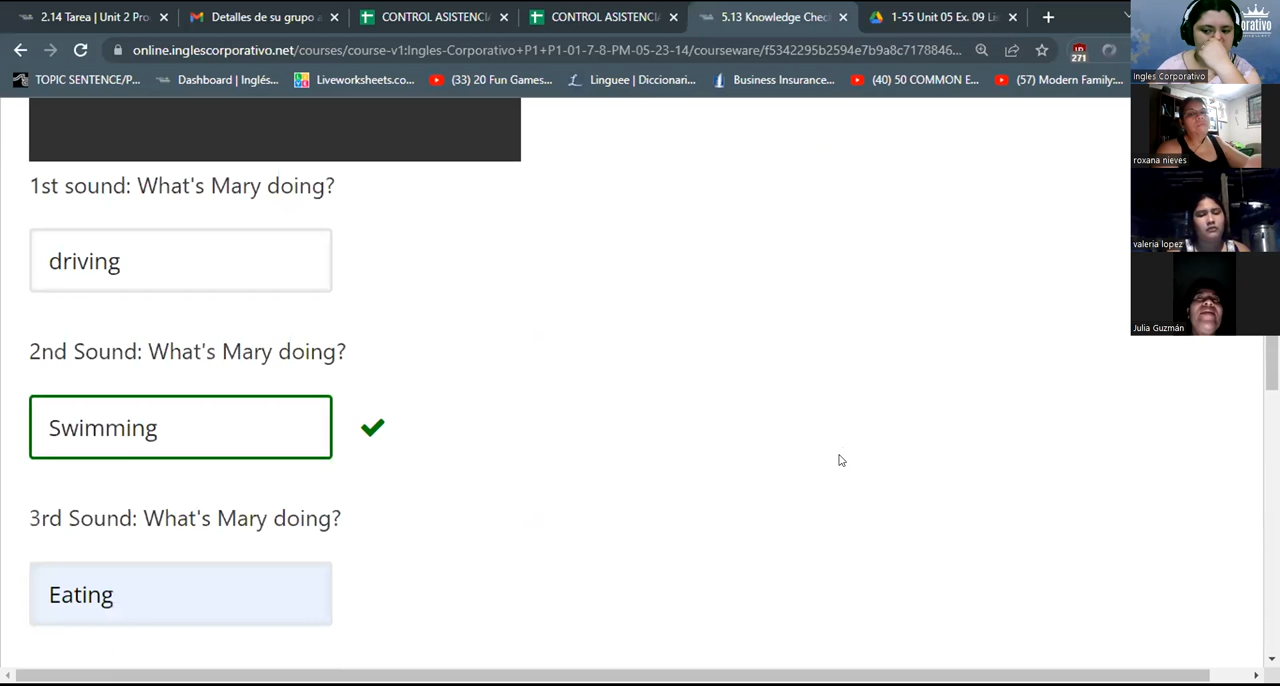 2.14 Tarea | Unit 2 Pro
Detalles de su grupo a
CONTROL ASISTENCI
CONTROL ASISTENCI
5.13 Knowledge Chec
1-55 Unit 05 Ex. 09 Li
online.inglescorporativo.net/courses/course-v1:Ingles-Corporativo+P1+P1-01-7-8-PM-05-23-14/courseware/f5342295b2594e7b9a8c7178846...
271
TOPIC SENTENCE/P...
Dashboard | Inglés...
Liveworksheets.co...
(33) 20 Fun Games...
Linguee | Diccionari...
Business Insurance...
(40) 50 COMMON E...
(57) Modern Family:...
orativo
Ingles Corporativo
roxana nieves
valeria lopez
Julia Guzmán
1st sound: What's Mary doing?
driving
2nd Sound: What's Mary doing?
Swimming
3rd Sound: What's Mary doing?
Eating